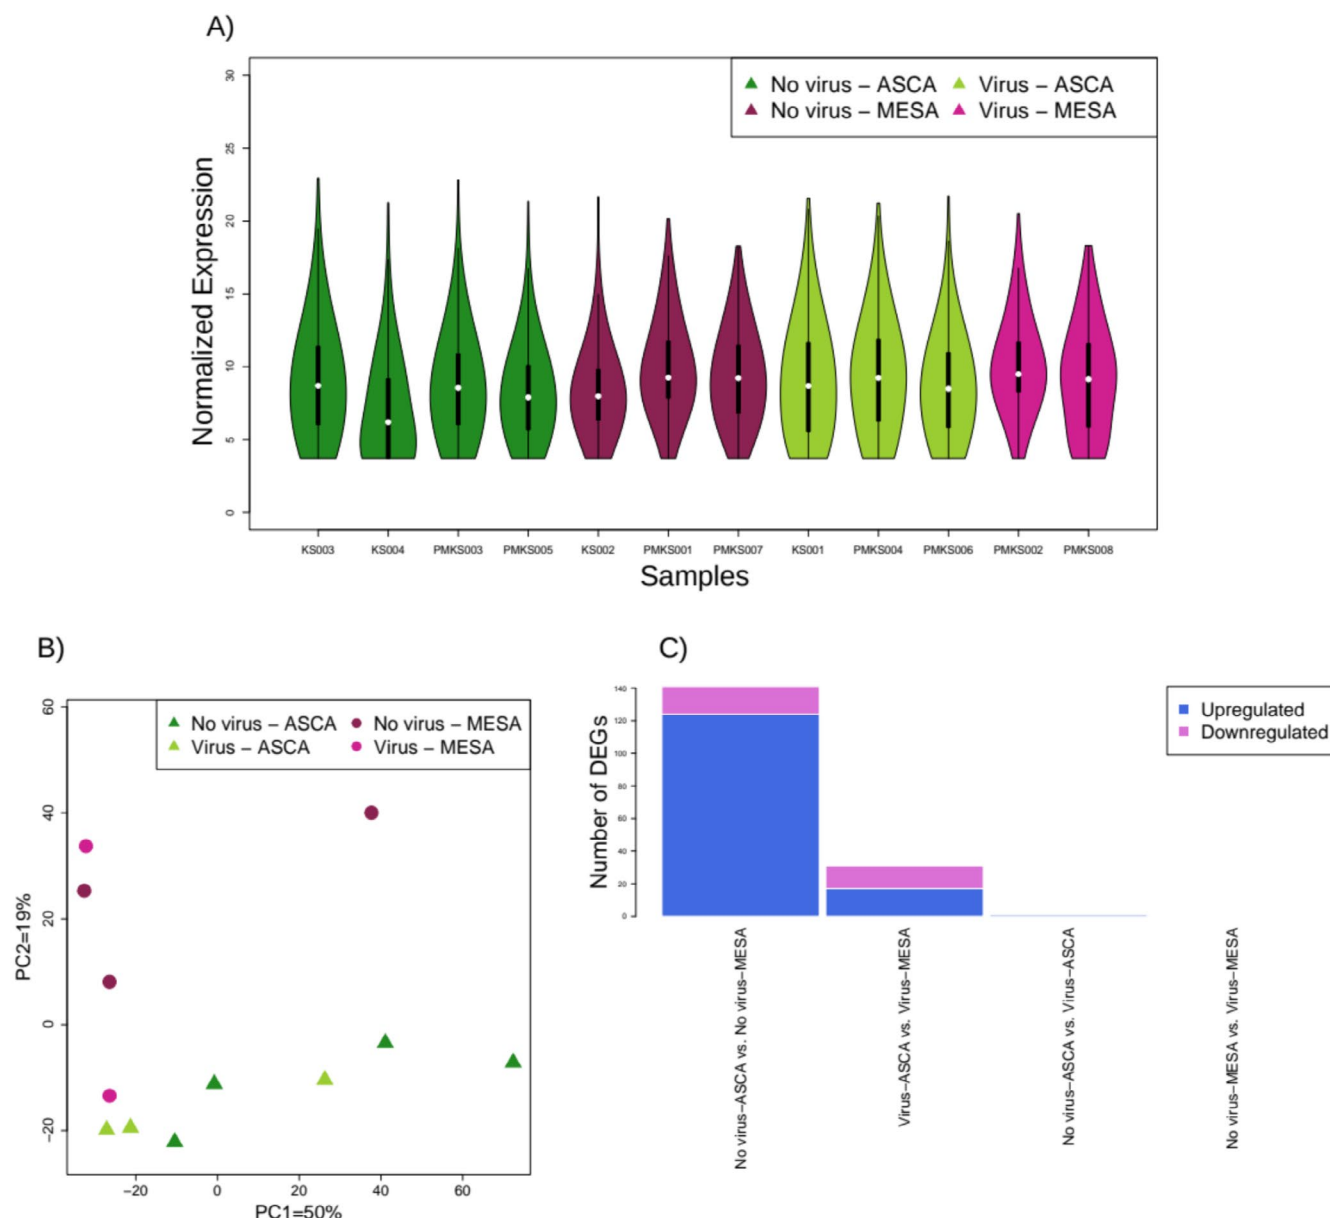 A)
Normalized Expression
30
25
20
15
10
5
0
No virus – ASCA
Virus – ASCA
No virus – MESA
Virus – MESA
KS003 KS004 PMKS003 PMKS005 KS002 PMKS001 PMKS007 KS001 PMKS004 PMKS006 PMKS002 PMKS008
Samples
B)
PC2=19%
60
40
20
0
−20
No virus – ASCA
No virus – MESA
Virus – ASCA
Virus – MESA
−20 0 20 40 60
PC1=50%
C)
Number of DEGs
140
120
100
80
60
40
20
0
Upregulated
Downregulated
No virus–ASCA vs. No virus–MESA
Virus–ASCA vs. Virus–MESA
No virus–ASCA vs. Virus–ASCA
No virus–MESA vs. Virus–MESA